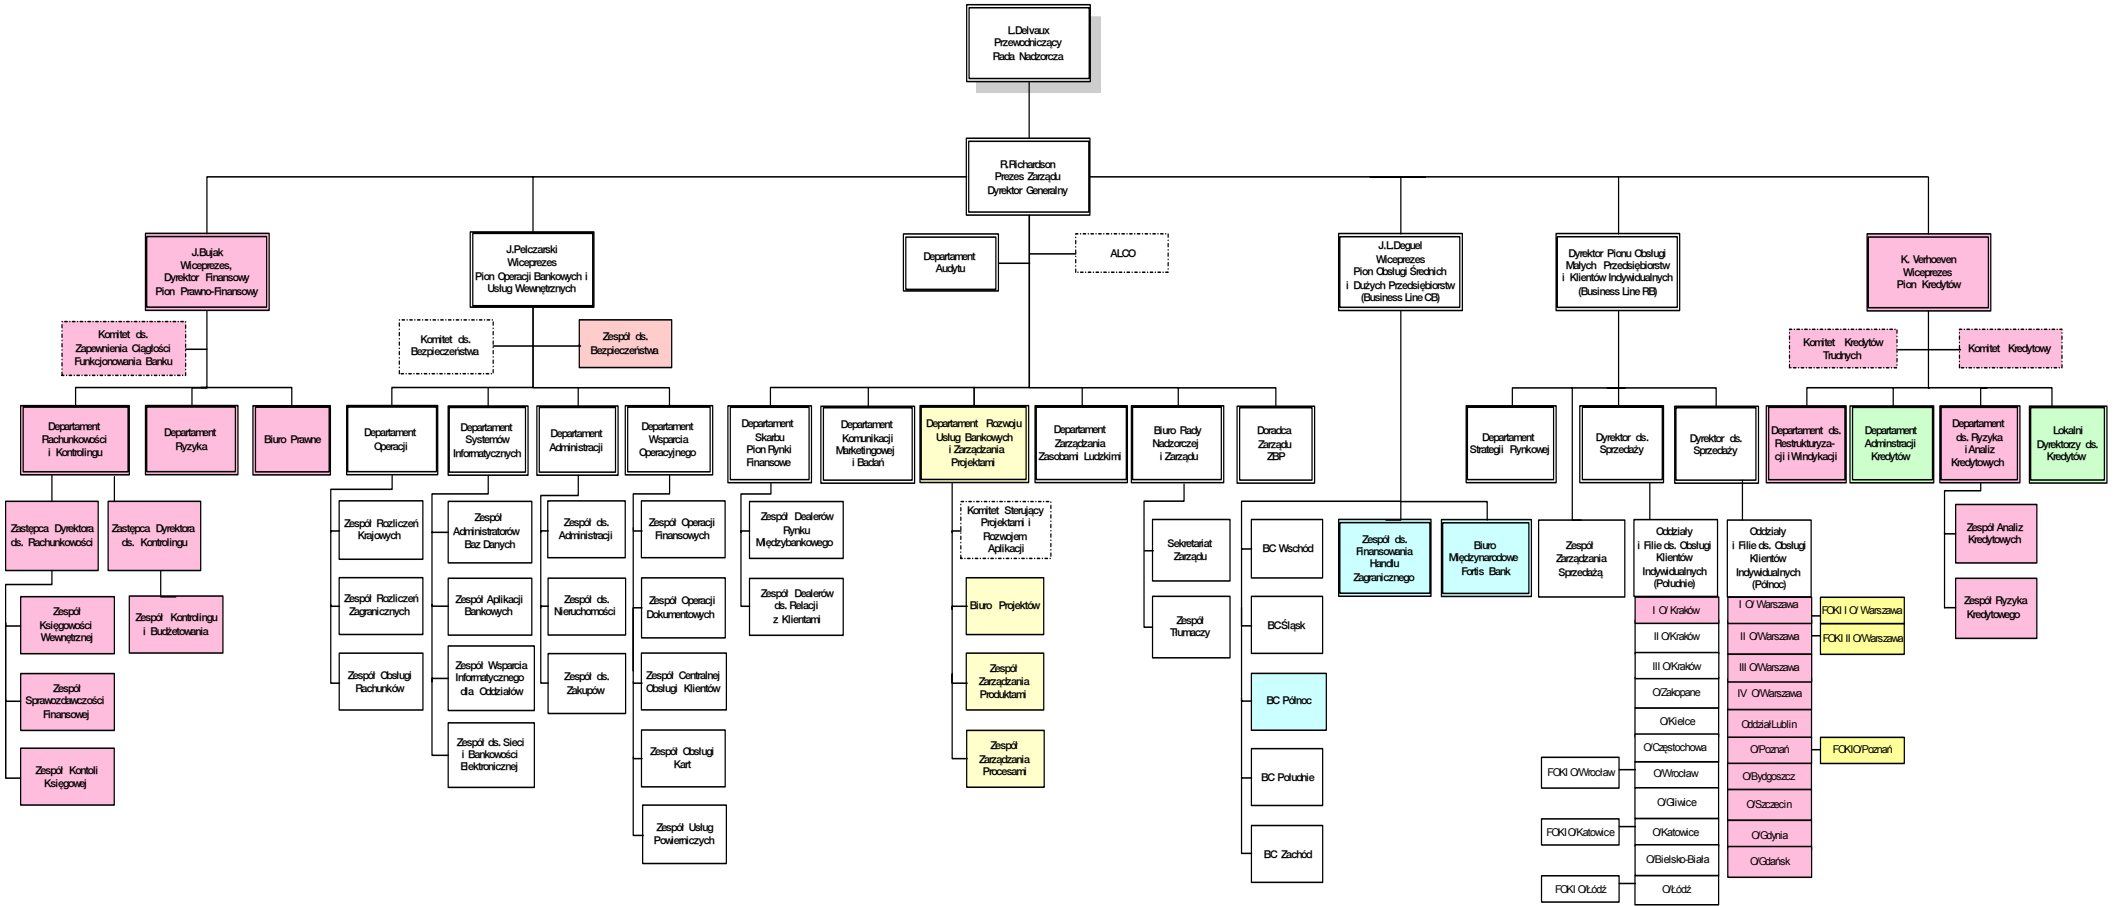 L.Delvaux
Przewodniczący
Rada Nadzorcza
R.Richardson
Prezes Zarządu
Dyrektor Generalny
J.Bujak
Wiceprezes,
Dyrektor Finansowy
Pion Prawno-Finansowy
J.Pelczarski
Wiceprezes
Pion Operacji Bankowych i
Usług Wewnętrznych
Departament
Audytu
ALCO
J.L.Deguel
Wiceprezes
Pion Obsługi Średnich
i Dużych Przedsiębiorstw
(Business Line CB)
Dyrektor Pionu Obsługi
Małych Przedsiębiorstw
i Klientów Indywidualnych
(Business Line RB)
K. Verhoeven
Wiceprezes
Pion Kredytów
Komitet ds.
Zapewnienia Ciągłości
Funkcjonowania Banku
Komitet ds.
Bezpieczeństwa
Zespół ds.
Bezpieczeństwa
Komitet Kredytów
Trudnych
Komitet Kredytowy
Departament
Rachunkowości
i Kontrolingu
Departament
Ryzyka
Biuro Prawne
Departament
Operacji
Departament
Systemów
Informatycznych
Departament
Administracji
Departament
Wsparcia
Operacyjnego
Departament
Skarbu
Pion Rynki
Finansowe
Departament
Komunikacji
Marketingowej
i Badań
Departament Rozwoju
Usług Bankowych
i Zarządzania
Projektami
Departament
Zarządzania
Zasobami Ludzkimi
Biuro Rady
Nadzorczej
i Zarządu
Doradca
Zarządu
ZBP
Departament
Strategii Rynkowej
Dyrektor ds.
Sprzedaży
Dyrektor ds.
Sprzedaży
Departament ds.
Restrukturyza-
cji i Windykacji
Departament
Adminstracji
Kredytów
Departament
ds. Ryzyka
i Analiz
Kredytowych
Lokalni
Dyrektorzy ds.
Kredytów
Zastępca Dyrektora
ds. Rachunkowości
Zastępca Dyrektora
ds. Kontrolingu
Zespół
Księgowości
Wewnętrznej
Zespół Kontrolingu
i Budżetowania
Zespół
Sprawozdawczości
Finansowej
Zespół Kontoli
Księgowej
Zespół Rozliczeń
Krajowych
Zespół Rozliczeń
Zagranicznych
Zespół Obsługi
Rachunków
Zespół
Administratorów
Baz Danych
Zespół Aplikacji
Bankowych
Zespół Wsparcia
Informatycznego
dla Oddziałów
Zespół ds. Sieci
i Bankowości
Elektronicznej
Zespół ds.
Administracji
Zespół ds.
Nieruchomości
Zespół ds.
Zakupów
Zespół Operacji
Finansowych
Zespół Operacji
Dokumentowych
Zespół Centralnej
Obsługi Klientów
Zespół Obsługi
Kart
Zespół Usług
Powierniczych
Zespół Dealerów
Rynku
Międzybankowego
Zespół Dealerów
ds. Relacji
z Klientami
Komitet Sterujący
Projektami i
Rozwojem
Aplikacji
Biuro Projektów
Zespół
Zarządzania
Produktami
Zespół
Zarządzania
Procesami
Sekretariat
Zarządu
Zespół
Tłumaczy
BC Wschód
BCŚląsk
BC Północ
BC Południe
BC Zachód
Zespół ds.
Finansowania
Handlu
Zagranicznego
Biuro
Międzynarodowe
Fortis Bank
Zespół
Zarządzania
Sprzedażą
Oddziały
i Filie ds. Obsługi
Klientów
Indywidualnych
(Południe)
I O/ Kraków
II O/Kraków
III O/Kraków
O/Zakopane
O/Kielce
O/Częstochowa
O/Wrocław
O/Gliwice
O/Katowice
O/Bielsko-Biała
O/Łódź
FOKI O/Wrocław
FOKI O/Katowice
FOKI O/Łódź
Oddziały
i Filie ds. Obsługi
Klientów
Indywidualnych
(Północ)
I O/ Warszawa
II O/Warszawa
III O/Warszawa
IV O/Warszawa
Oddział Lublin
O/Poznań
O/Bydgoszcz
O/Szczecin
O/Gdynia
O/Gdańsk
FOKI I O/ Warszawa
FOKI II O/Warszawa
FOKI O/Poznań
Zespół Analiz
Kredytowych
Zespół Ryzyka
Kredytowego